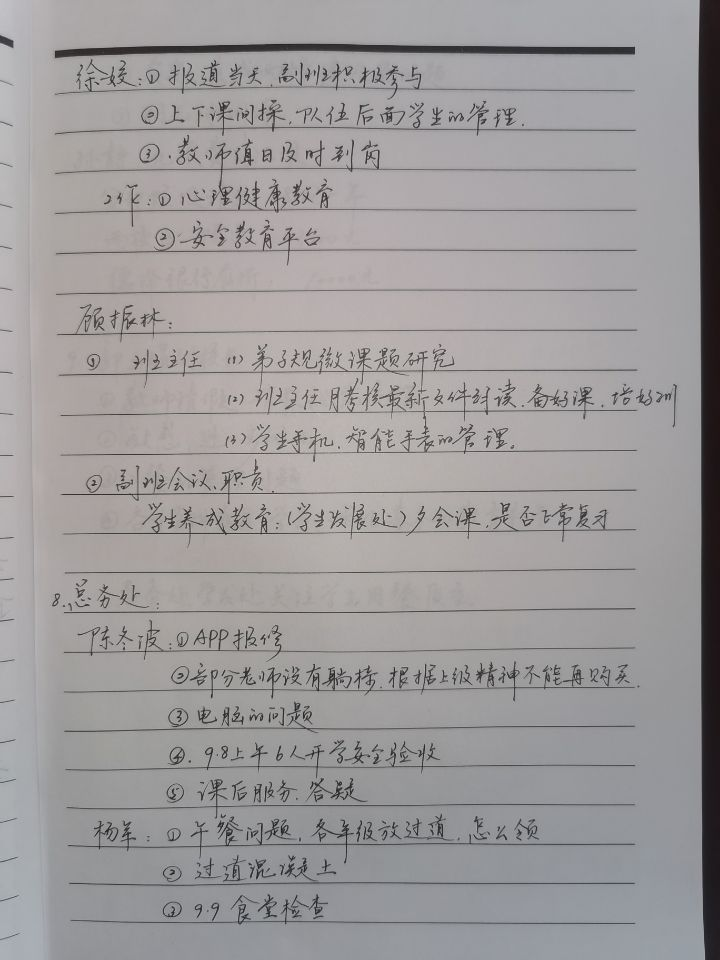 徐姣：① 报道当天，副班积极参与
② 上下课间操，队伍后面学生的管理．
③．教师值日及时到岗
工作：① 心理健康教育
② 安全教育平台
顾振林：
① 班主任 （1）弟子规微课题研究
（2）班主任月考核最新文件解读、备好课．培好训
（3）学生手机、智能手表的管理。
② 副班会议、职责．
学生养成教育：（学生发展处）夕会课，是否正常复习
8．总务处：
陈冬波：① APP报修
② 部分老师没有躺椅．根据上级精神不能再购买．
③ 电脑的问题
④．9.8上午6人开学安全验收
⑤ 课后服务．答疑
杨军：① 午餐问题，各年级放过道，怎么领
② 过道混凝土
③ 9.9 食堂检查